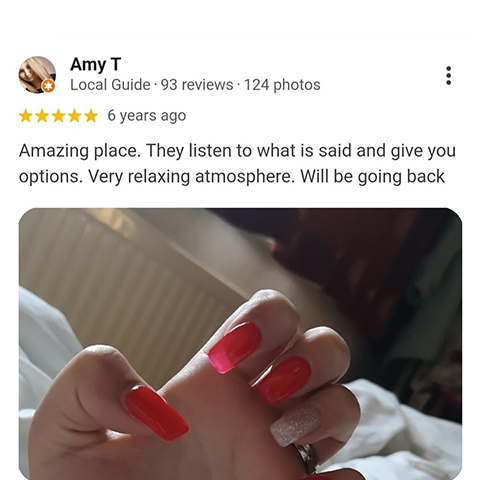 Amy T
Local Guide · 93 reviews · 124 photos
6 years ago
Amazing place. They listen to what is said and give you
options. Very relaxing atmosphere. Will be going back